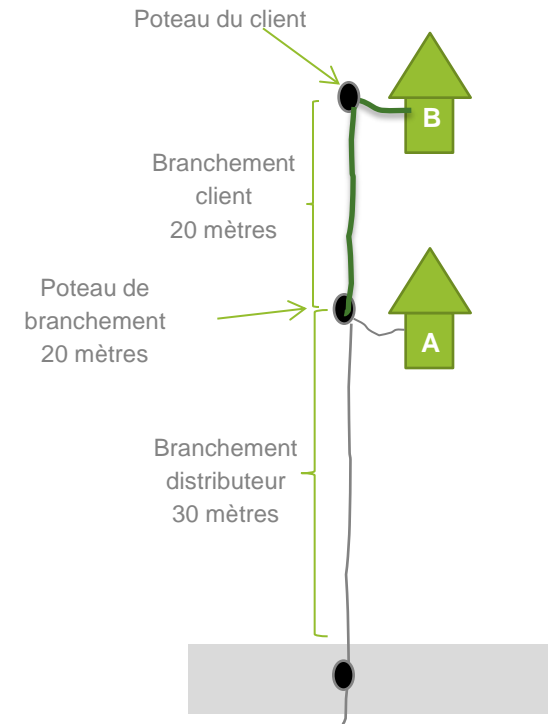 Poteau du client
B
Branchement
client
20 mètres
Poteau de
branchement
20 mètres
A
Branchement
distributeur
30 mètres